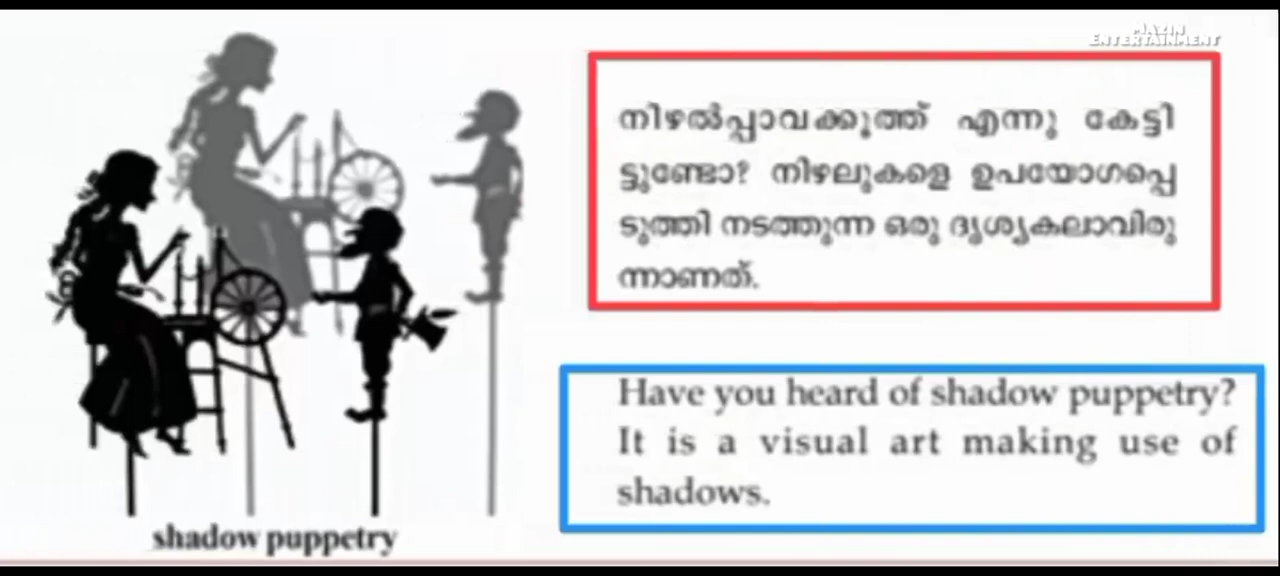 MAZIN
ENTERTAINMENT
നിഴൽപ്പാവക്കൂത്ത് എന്നു കേട്ടി
ട്ടുണ്ടോ? നിഴലുകളെ ഉപയോഗപ്പെ
ടുത്തി നടത്തുന്ന ഒരു ദൃശ്യകലാവിരു
ന്നാണത്.
Have you heard of shadow puppetry?
It is a visual art making use of
shadows.
shadow puppetry